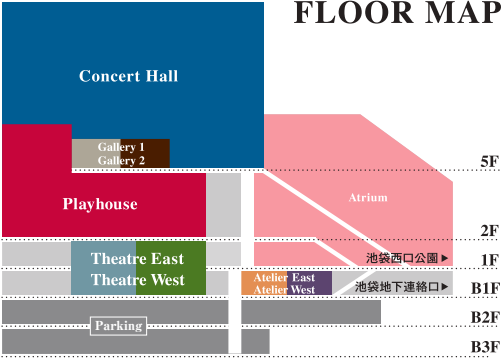 FLOOR MAP
Concert Hall
Gallery 1
Gallery 2
5F
Playhouse
Atrium
2F
Theatre East
Theatre West
池袋西口公園▶
1F
Atelier East
Atelier West
池袋地下連絡口▶
B1F
Parking
B2F
B3F